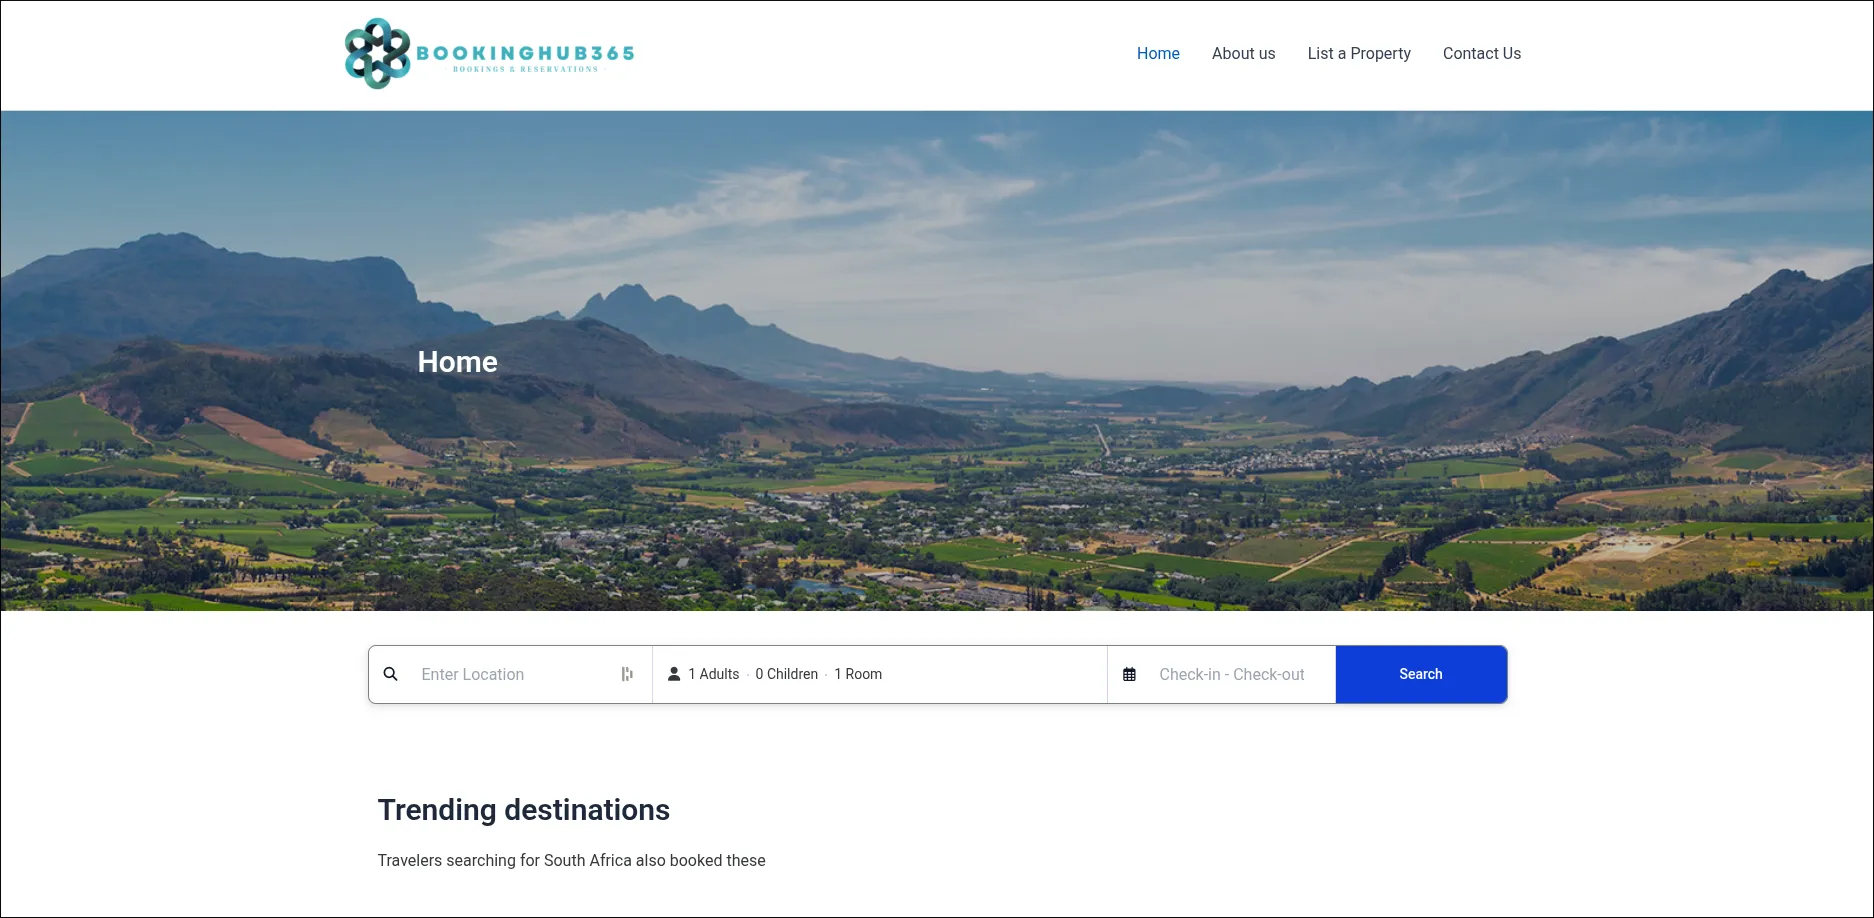 BOOKINGHUB365
BOOKINGS & RESERVATIONS
Home About us List a Property Contact Us
Home
Enter Location 1 Adults · 0 Children · 1 Room Check-in - Check-out Search
Trending destinations
Travelers searching for South Africa also booked these